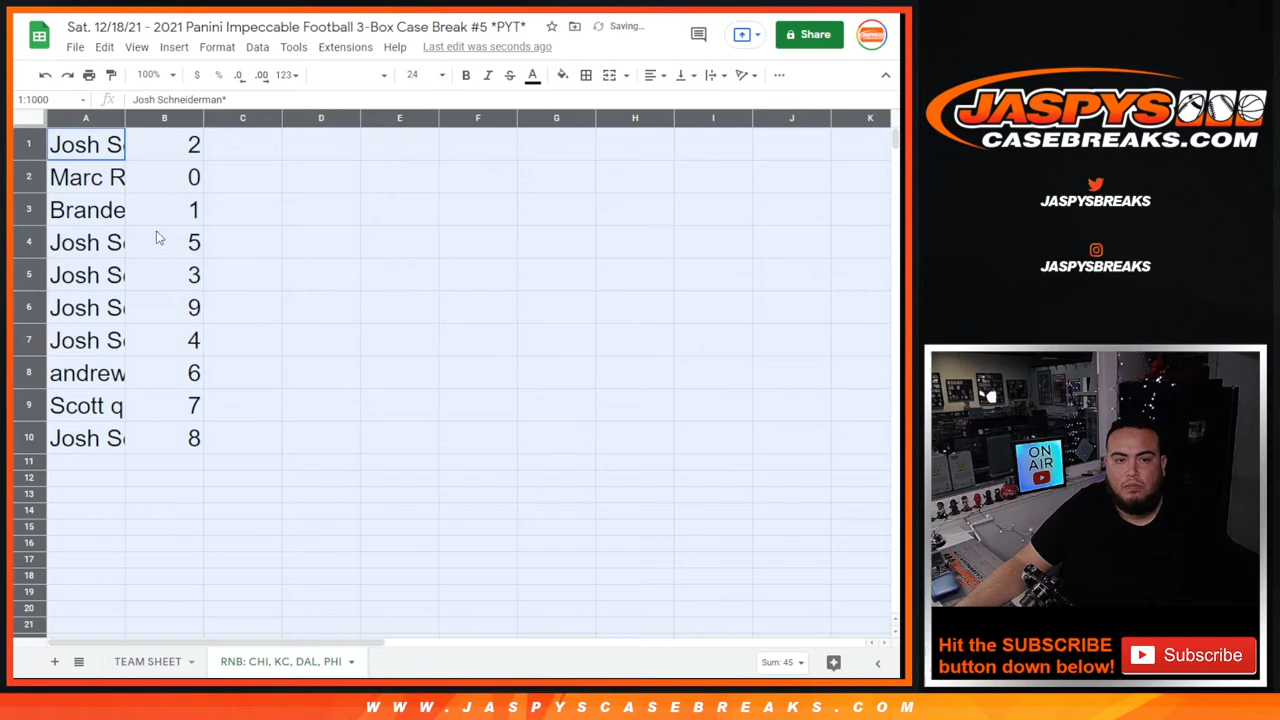 Sat. 12/18/21 - 2021 Panini Impeccable Football 3-Box Case Break #5 *PYT*
Saving...
File Edit View Insert Format Data Tools Extensions Help Last edit was seconds ago
Share
100% $ % .0 .00 123 24 B I S A
1:1000 fx Josh Schneiderman*
A B C D E F G H I J K
1 Josh S 2
2 Marc R 0
3 Brande 1
4 Josh S 5
5 Josh S 3
6 Josh S 9
7 Josh S 4
8 andrew 6
9 Scott q 7
10 Josh S 8
11
12
13
14
15
16
17
18
19
20
21
+ TEAM SHEET RNB: CHI, KC, DAL, PHI Sum: 45
JASPYS
CASEBREAKS.COM
JASPYSBREAKS
JASPYSBREAKS
ON
AIR
Hit the SUBSCRIBE
button down below!
Subscribe
WWW.JASPYSCASEBREAKS.COM